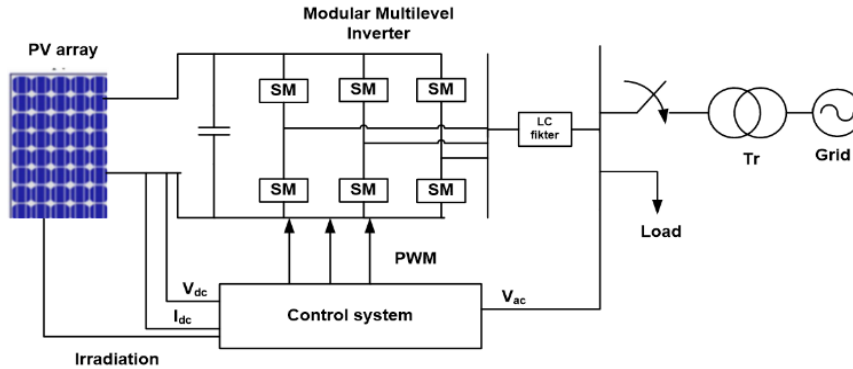 Modular Multilevel
Inverter
PV array
SM
SM
SM
LC
fikter
Tr
Grid
SM
SM
SM
Load
PWM
Vdc
Vac
Idc
Control system
Irradiation